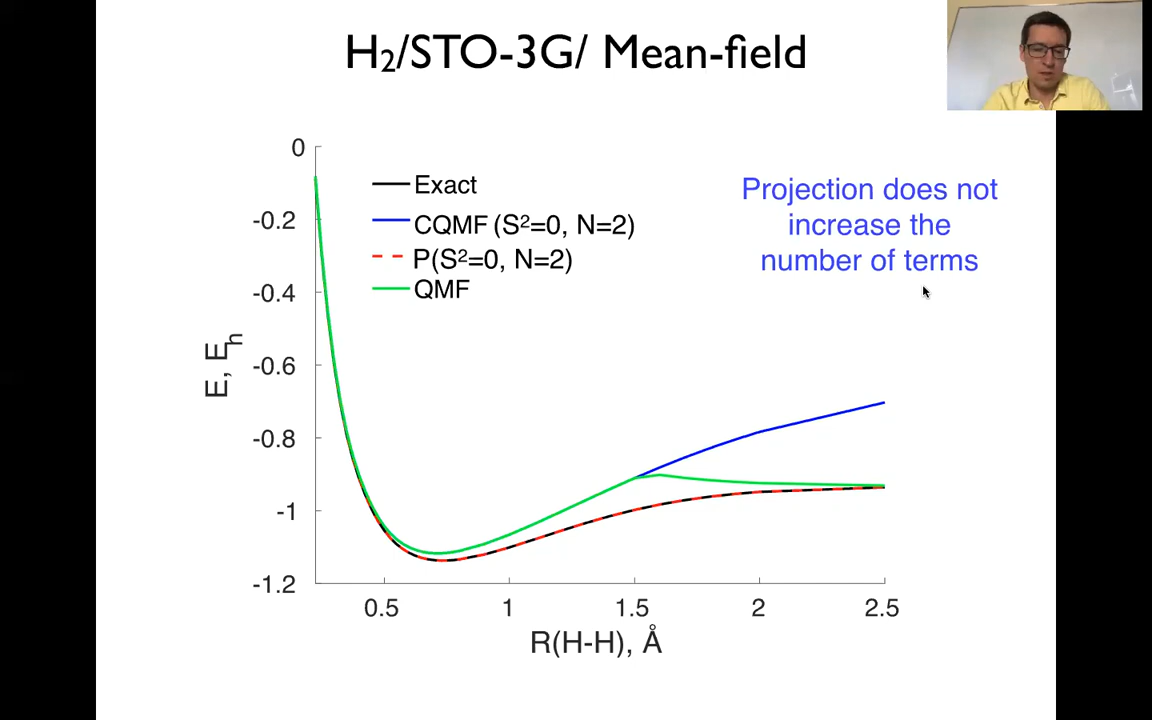 H₂/STO-3G/ Mean-field
0
-0.2
-0.4
-0.6
-0.8
-1
-1.2
E, Eₕ
Exact
CQMF (S²=0, N=2)
P(S²=0, N=2)
QMF
Projection does not
increase the
number of terms
0.5
1
1.5
2
2.5
R(H-H), Å